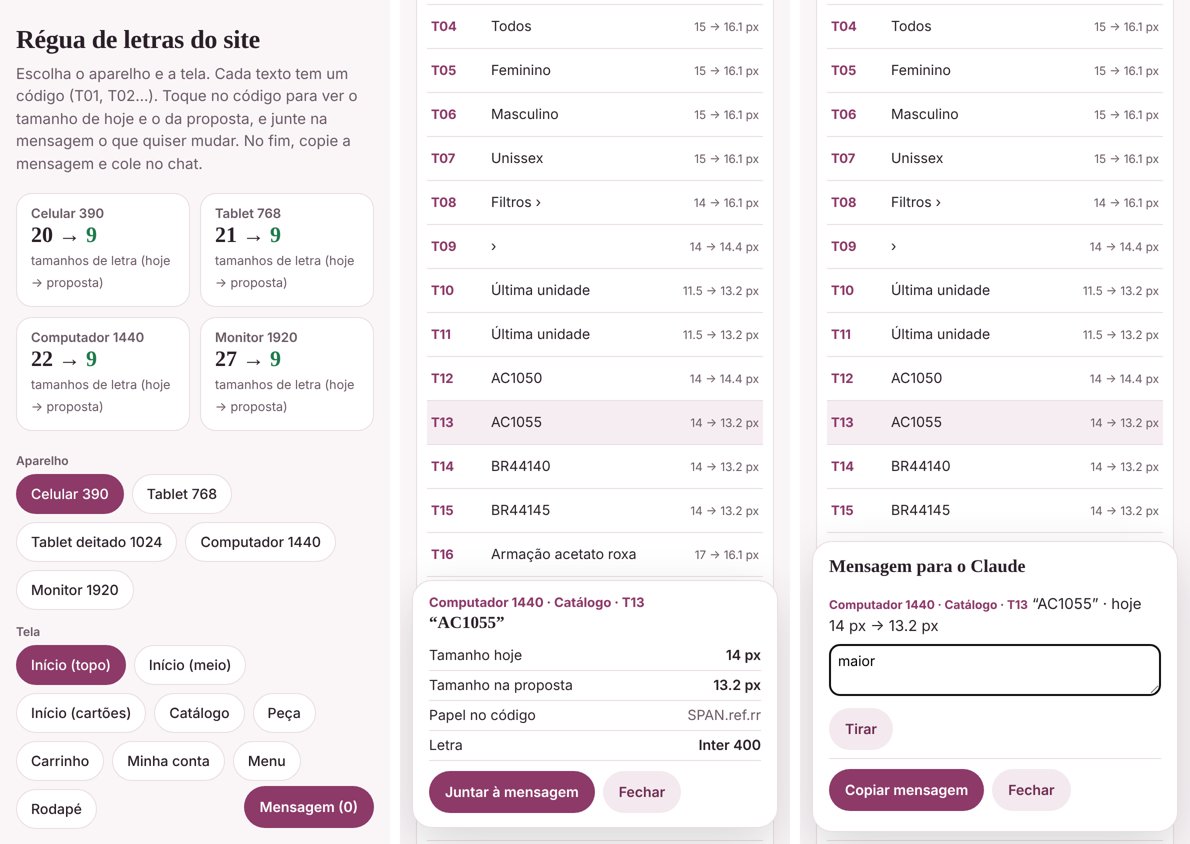 Régua de letras do site
Escolha o aparelho e a tela. Cada texto tem um
código (T01, T02...). Toque no código para ver o
tamanho de hoje e o da proposta, e junte na
mensagem o que quiser mudar. No fim, copie a
mensagem e cole no chat.
Celular 390
20 → 9
tamanhos de letra (hoje
→ proposta)
Tablet 768
21 → 9
tamanhos de letra (hoje
→ proposta)
Computador 1440
22 → 9
tamanhos de letra (hoje
→ proposta)
Monitor 1920
27 → 9
tamanhos de letra (hoje
→ proposta)
Aparelho
Celular 390
Tablet 768
Tablet deitado 1024
Computador 1440
Monitor 1920
Tela
Início (topo)
Início (meio)
Início (cartões)
Catálogo
Peça
Carrinho
Minha conta
Menu
Rodapé
Mensagem (0)
T04 Todos 15 → 16.1 px
T05 Feminino 15 → 16.1 px
T06 Masculino 15 → 16.1 px
T07 Unissex 15 → 16.1 px
T08 Filtros › 14 → 16.1 px
T09 › 14 → 14.4 px
T10 Última unidade 11.5 → 13.2 px
T11 Última unidade 11.5 → 13.2 px
T12 AC1050 14 → 14.4 px
T13 AC1055 14 → 13.2 px
T14 BR44140 14 → 13.2 px
T15 BR44145 14 → 13.2 px
T16 Armação acetato roxa 17 → 16.1 px
Computador 1440 · Catálogo · T13
“AC1055”
Tamanho hoje 14 px
Tamanho na proposta 13.2 px
Papel no código SPAN.ref.rr
Letra Inter 400
Juntar à mensagem
Fechar
T04 Todos 15 → 16.1 px
T05 Feminino 15 → 16.1 px
T06 Masculino 15 → 16.1 px
T07 Unissex 15 → 16.1 px
T08 Filtros › 14 → 16.1 px
T09 › 14 → 14.4 px
T10 Última unidade 11.5 → 13.2 px
T11 Última unidade 11.5 → 13.2 px
T12 AC1050 14 → 14.4 px
T13 AC1055 14 → 13.2 px
T14 BR44140 14 → 13.2 px
T15 BR44145 14 → 13.2 px
Mensagem para o Claude
Computador 1440 · Catálogo · T13 “AC1055” · hoje
14 px → 13.2 px
maior
Tirar
Copiar mensagem
Fechar